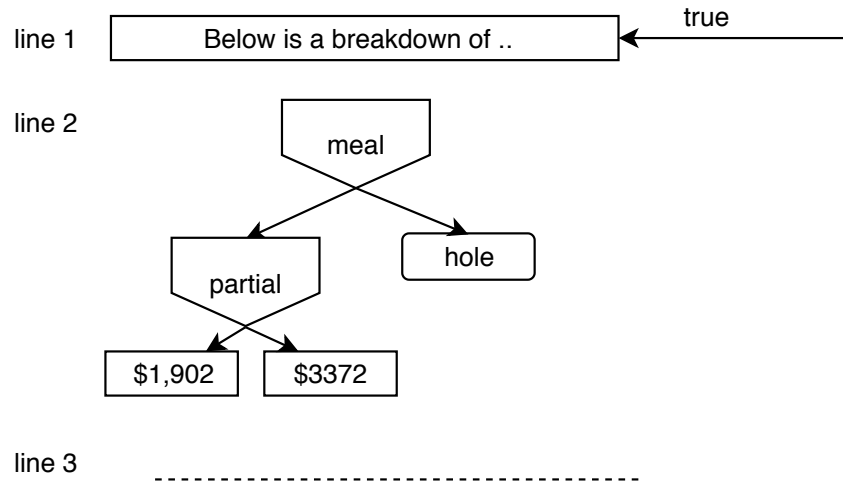 true
line 1 Below is a breakdown of ..
line 2
meal
hole
partial
$1,902 $3372
line 3